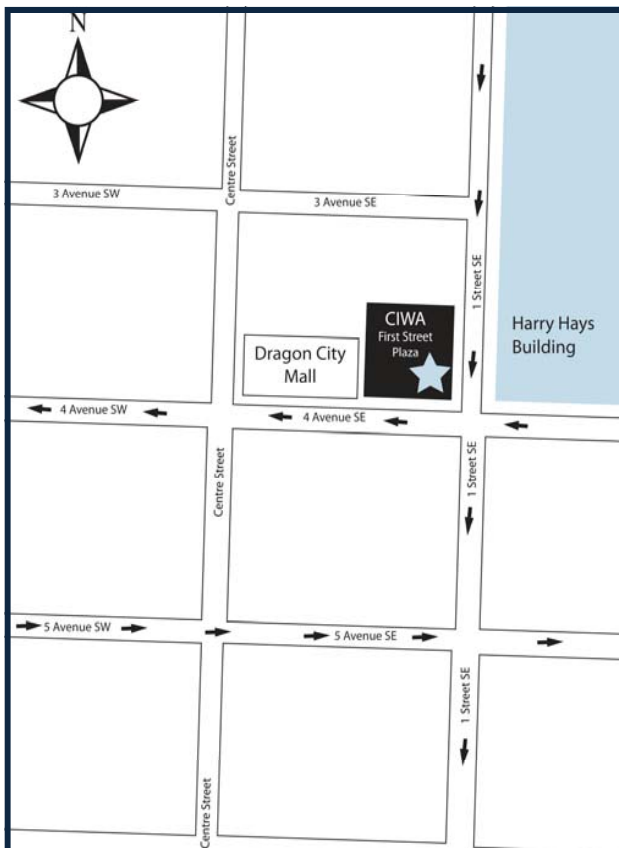 N
Centre Street
3 Avenue SW
3 Avenue SE
1 Street SE
CIWA
First Street
Plaza
Harry Hays
Building
Dragon City
Mall
4 Avenue SW
4 Avenue SE
Centre Street
1 Street SE
5 Avenue SW
5 Avenue SE
1 Street SE
Centre Street